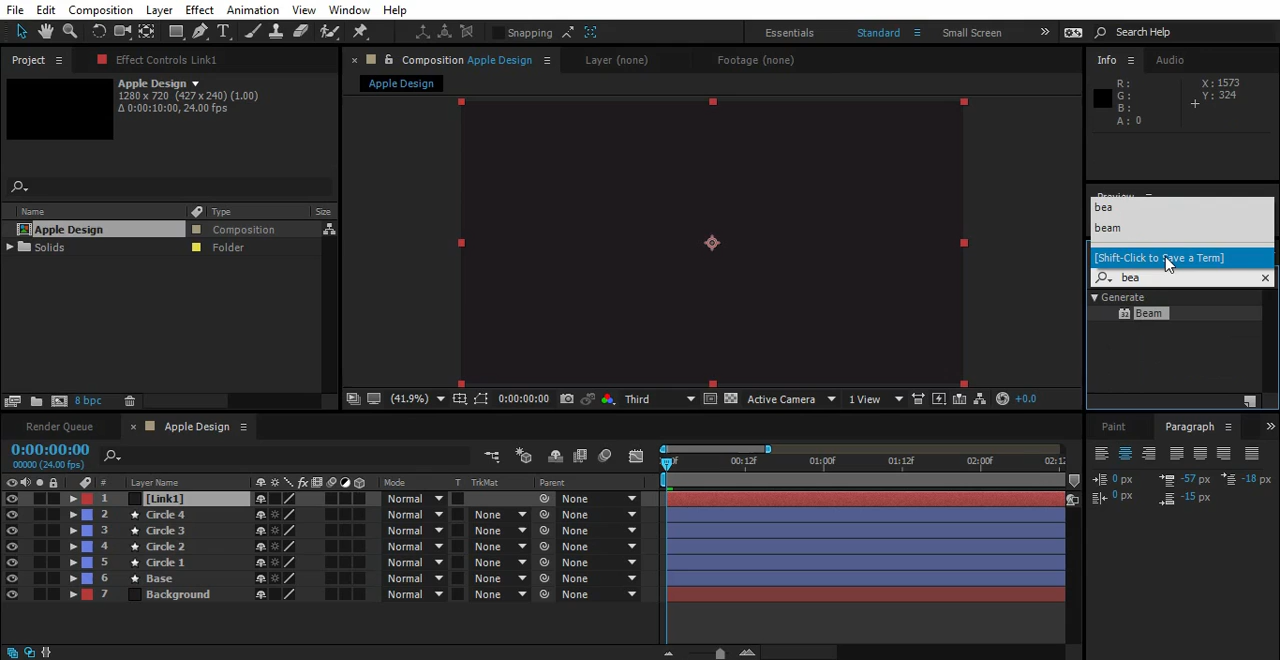 File Edit Composition Layer Effect Animation View Window Help
Snapping Essentials Standard Small Screen Search Help
Project Effect Controls Link1 Composition Apple Design Layer (none) Footage (none) Info Audio
Apple Design
Apple Design
1280 x 720 (427 x 240) (1.00)
Δ 0:00:10:00, 24.00 fps
R :
G :
B :
A : 0
X : 1573
Y : 324
Preview
bea
beam
[Shift-Click to Save a Term]
bea
Generate
32 Beam
Name Type Size
Apple Design Composition
Solids Folder
8 bpc
(41.9%) 0:00:00:00 Third Active Camera 1 View +0.0
Render Queue Apple Design
Paint Paragraph
0:00:00:00
00000 (24.00 fps)
00:12f 01:00f 01:12f 02:00f 02:12
# Layer Name Mode T TrkMat Parent
1 [Link1] Normal None
2 Circle 4 Normal None None
3 Circle 3 Normal None None
4 Circle 2 Normal None None
5 Circle 1 Normal None None
6 Base Normal None None
7 Background Normal None None
0 px -57 px -18 px
0 px -15 px